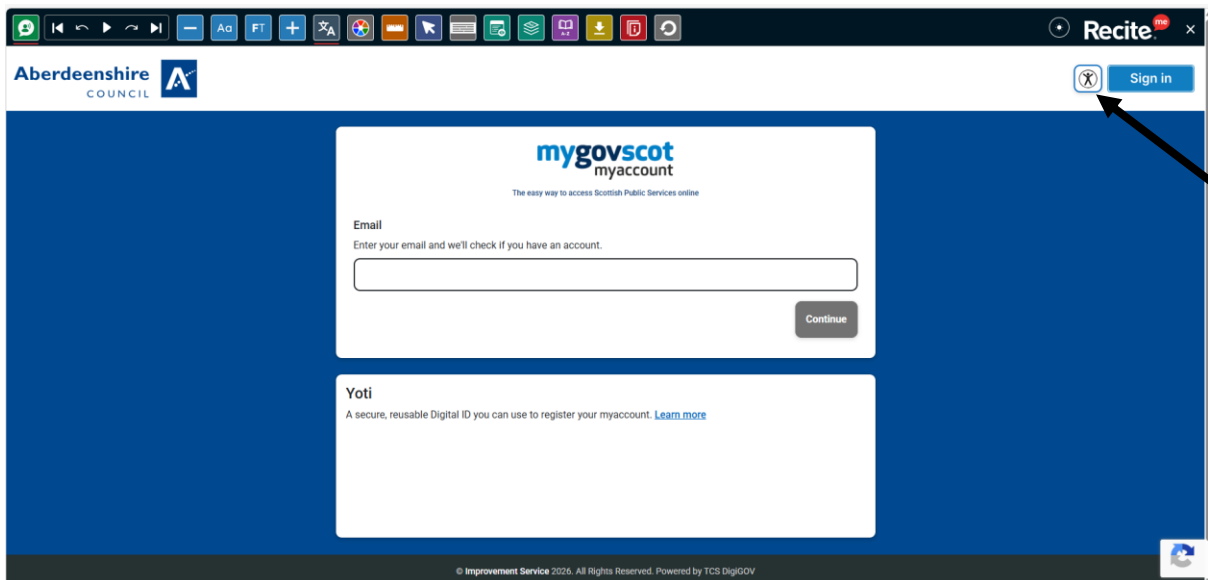 Aa FT A-Z Recite me
Aberdeenshire
COUNCIL
Sign in
mygovscot
myaccount
The easy way to access Scottish Public Services online
Email
Enter your email and we'll check if you have an account.
Continue
Yoti
A secure, reusable Digital ID you can use to register your myaccount. Learn more
© Improvement Service 2026. All Rights Reserved. Powered by TCS DigiGOV